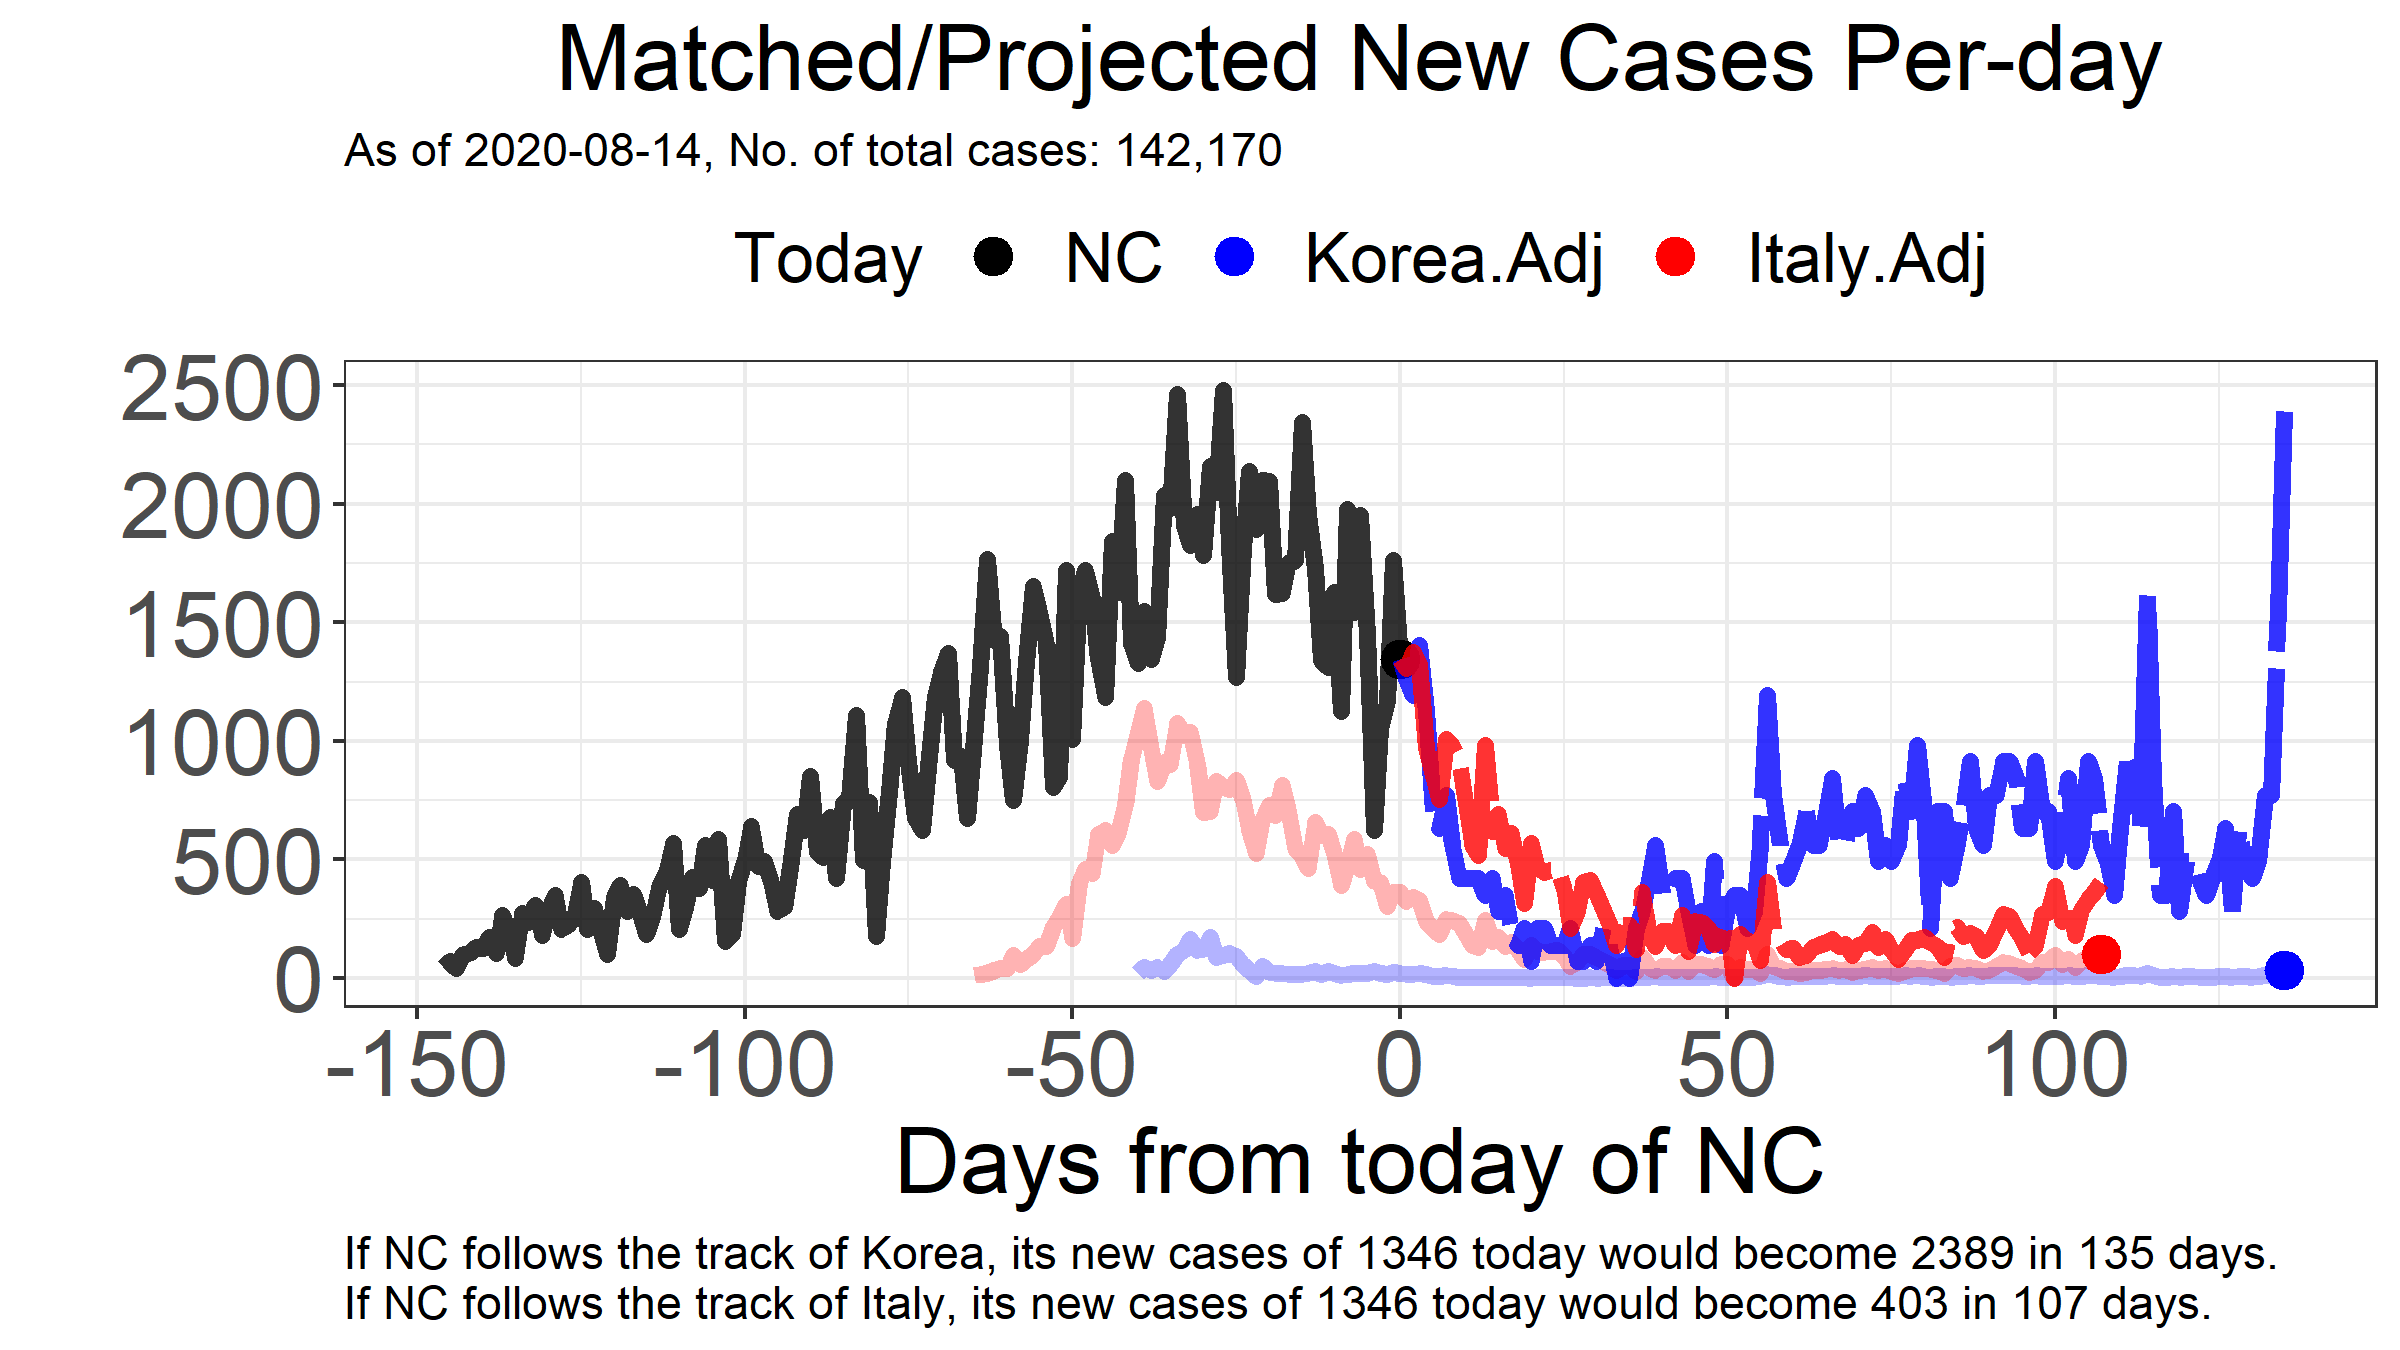 Matched/Projected New Cases Per-day
As of 2020-08-14, No. of total cases: 142,170
Today NC Korea.Adj Italy.Adj
2500
2000
1500
1000
500
0
-150 -100 -50 0 50 100
Days from today of NC
If NC follows the track of Korea, its new cases of 1346 today would become 2389 in 135 days.
If NC follows the track of Italy, its new cases of 1346 today would become 403 in 107 days.